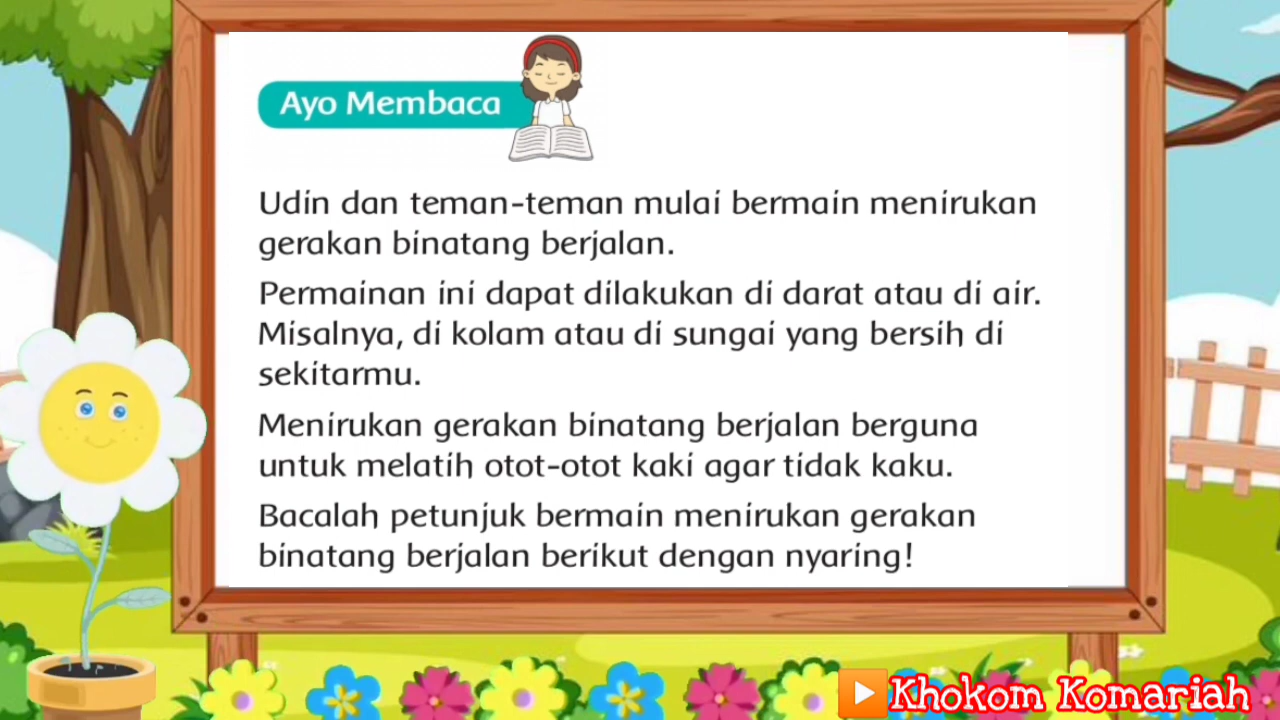 Ayo Membaca
Udin dan teman-teman mulai bermain menirukan
gerakan binatang berjalan.
Permainan ini dapat dilakukan di darat atau di air.
Misalnya, di kolam atau di sungai yang bersih di
sekitarmu.
Menirukan gerakan binatang berjalan berguna
untuk melatih otot-otot kaki agar tidak kaku.
Bacalah petunjuk bermain menirukan gerakan
binatang berjalan berikut dengan nyaring!
Khokom Komariah